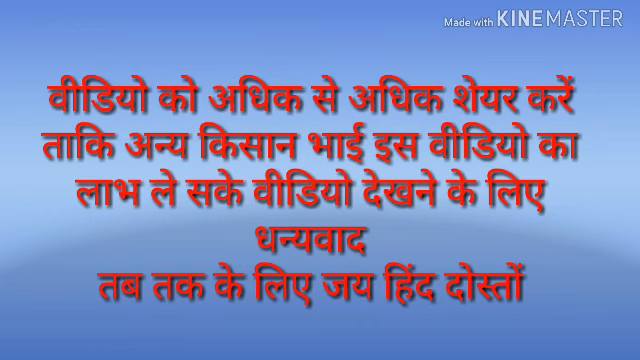 Made with KINEMASTER
वीडियो को अधिक से अधिक शेयर करें
ताकि अन्य किसान भाई इस वीडियो का
लाभ ले सके वीडियो देखने के लिए
धन्यवाद
तब तक के लिए जय हिंद दोस्तों